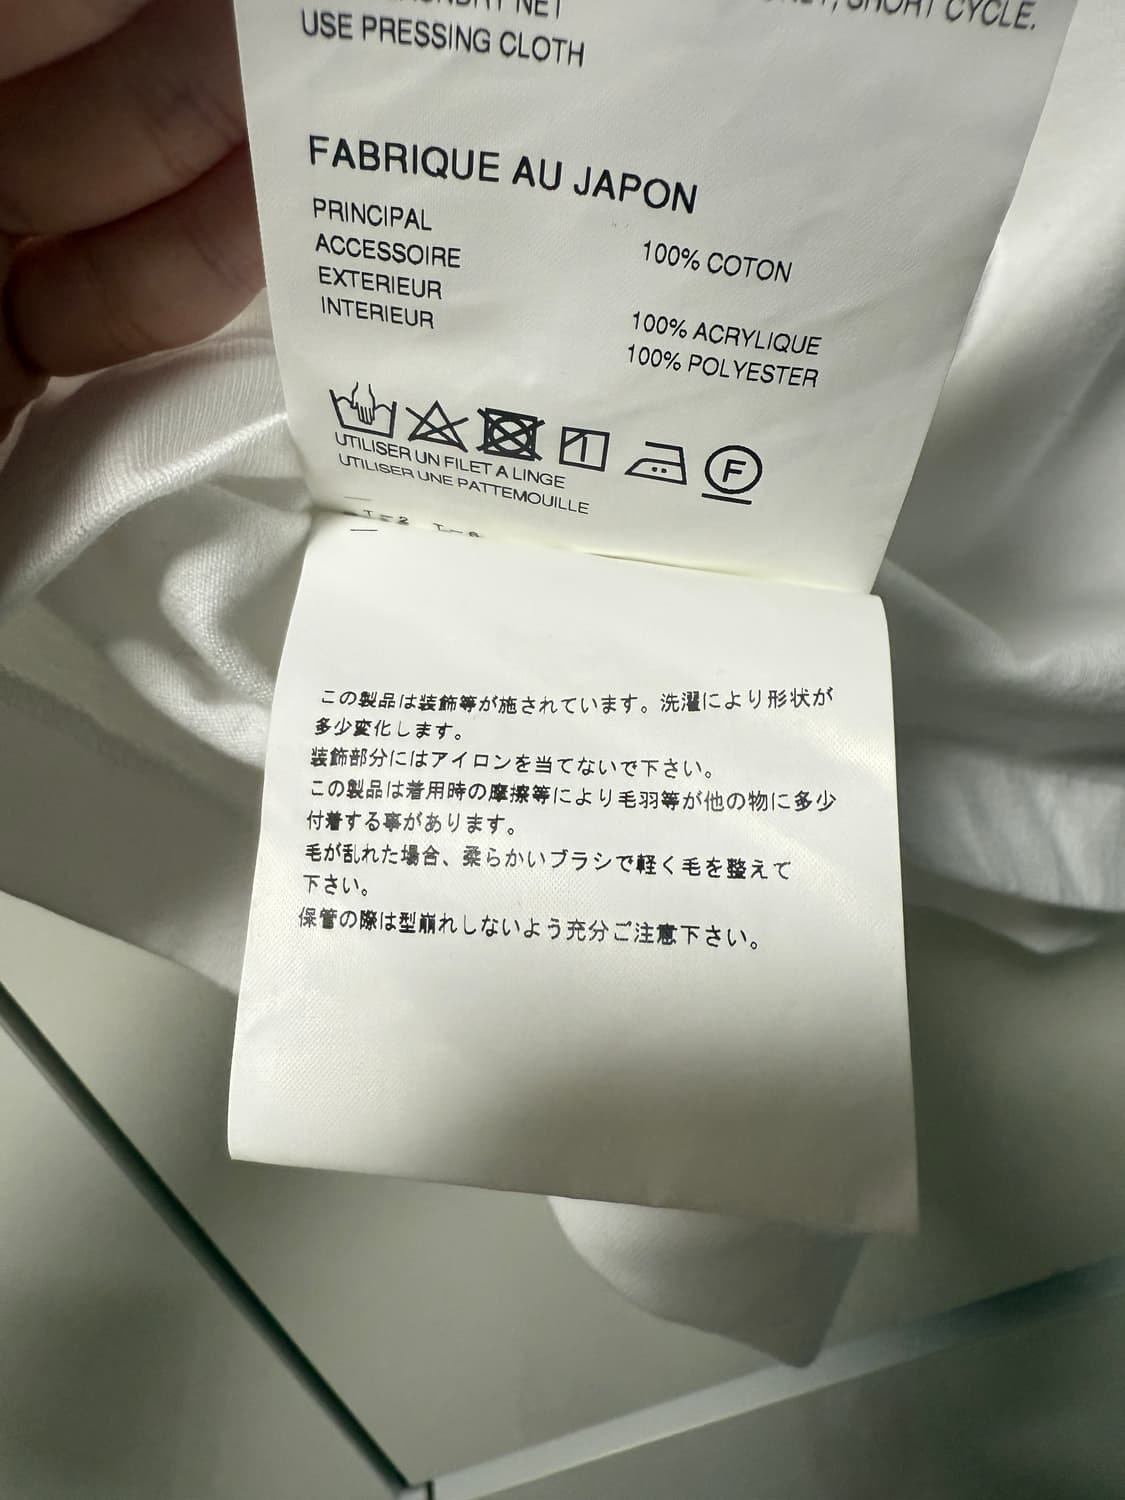 NET
SHORT CYCLE.
USE PRESSING CLOTH
FABRIQUE AU JAPON
PRINCIPAL 100% COTON
ACCESSOIRE
EXTERIEUR 100% ACRYLIQUE
INTERIEUR 100% POLYESTER
1
F
UTILISER UN FILET A LINGE
UTILISER UNE PATTEMOUILLE
この製品は装飾等が施されています。洗濯により形状が
多少変化します。
装飾部分にはアイロンを当てないで下さい。
この製品は着用時の摩擦等により毛羽等が他の物に多少
付着する事があります。
毛が乱れた場合、柔らかいブラシで軽く毛を整えて
下さい。
保管の際は型崩れしないよう充分ご注意下さい。